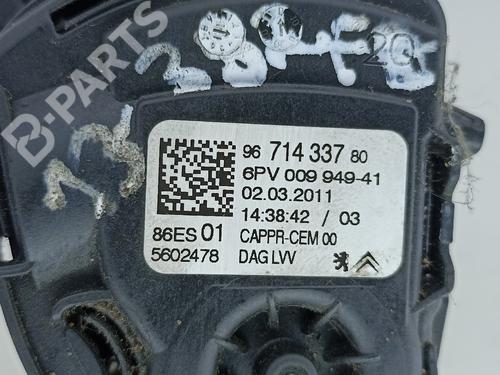 B-PARTS
20
96 714 337 80
6PV 009 949-41
02.03.2011
14:38:42 / 03
86ES 01 CAPPR-CEM 00
5602478 DAG LVV